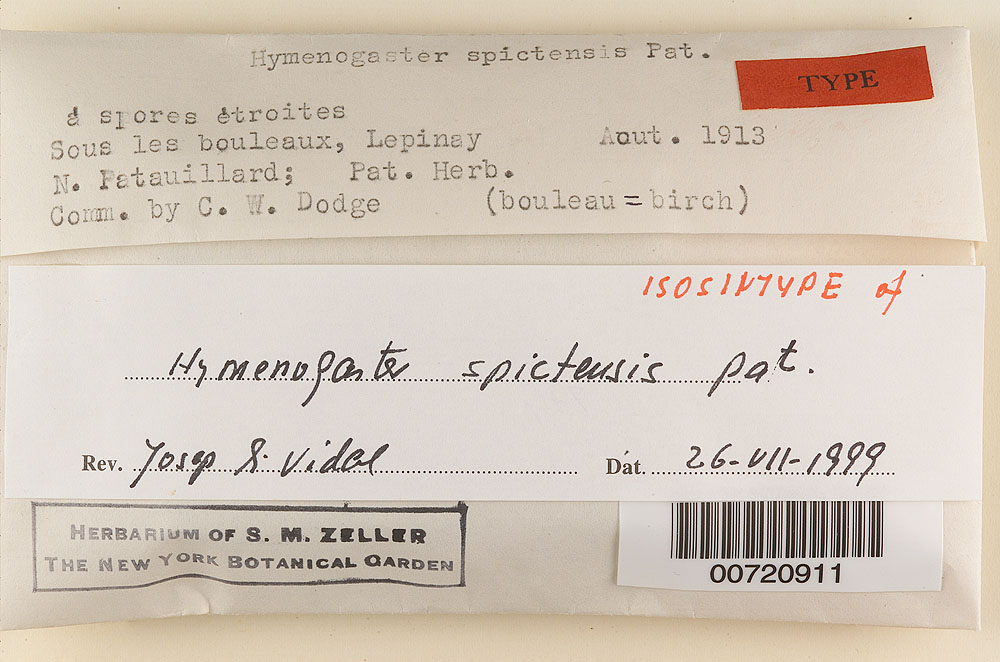 Hymenogaster spictensis Pat.
TYPE
á spores étroites
Sous les bouleaux, Lepinay Aout. 1913
N. Patauillard; Pat. Herb.
Comm. by C. W. Dodge (bouleau = birch)
ISOSINTYPE of
Hymenogaster spictensis Pat.
Rev. Josep S. Vidal Dat. 26-VII-1999
HERBARIUM OF S. M. ZELLER
THE NEW YORK BOTANICAL GARDEN
00720911